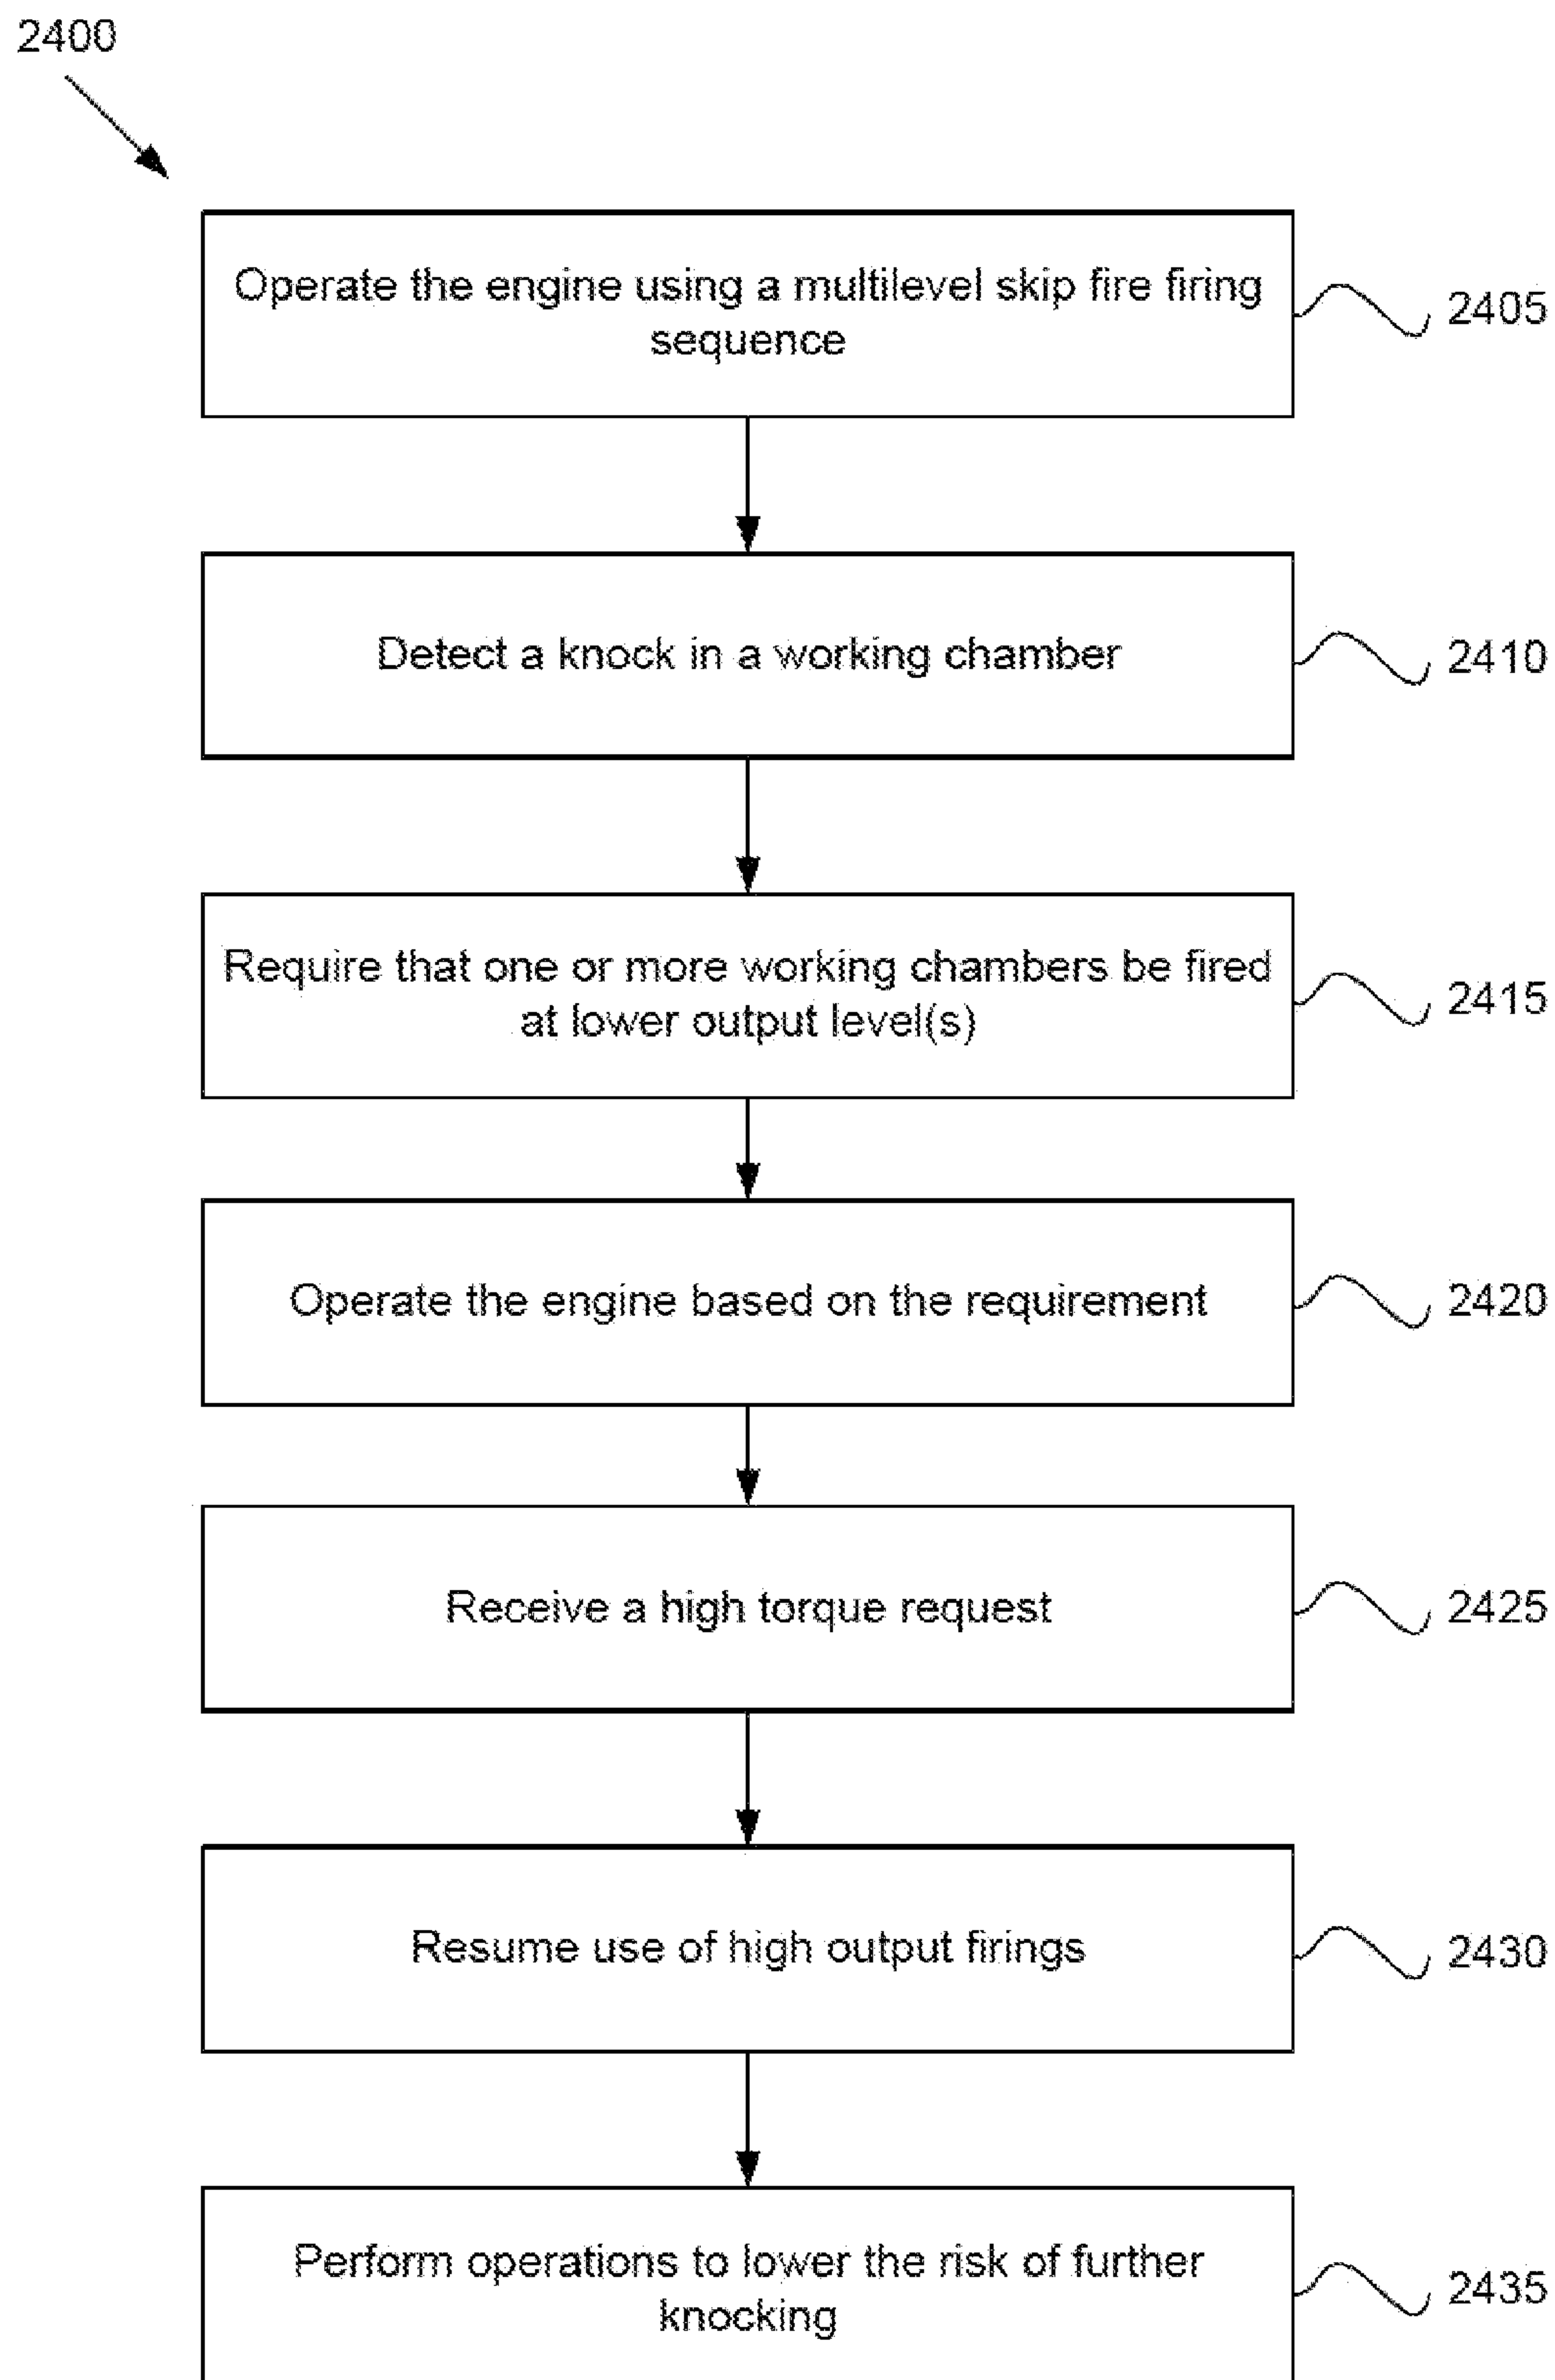 2400
Operate the engine using a multilevel skip fire firing
sequence
2405
Detect a knock in a working chamber
2410
Require that one or more working chambers be fired
at lower output level(s)
2415
Operate the engine based on the requirement
2420
Receive a high torque request
2425
Resume use of high output firings
2430
Perform operations to lower the risk of further
knocking
2435